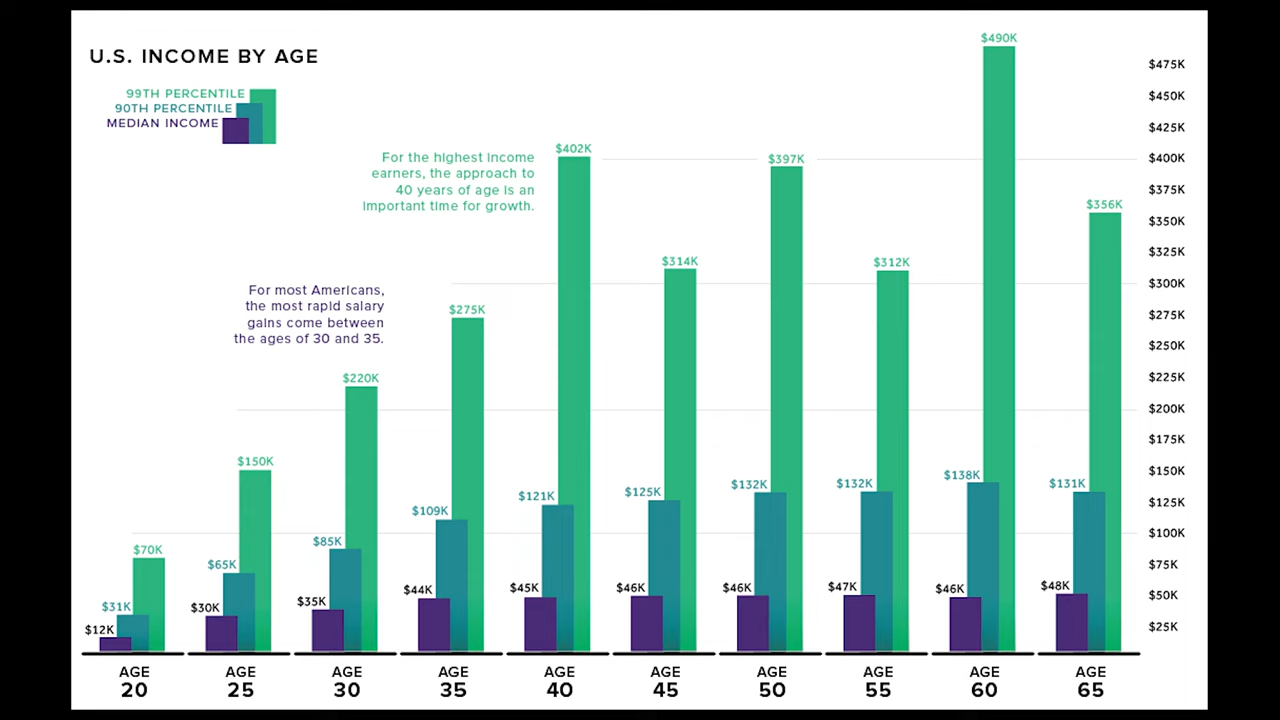 U.S. INCOME BY AGE
99TH PERCENTILE
90TH PERCENTILE
MEDIAN INCOME
For the highest income
earners, the approach to
40 years of age is an
important time for growth.
For most Americans,
the most rapid salary
gains come between
the ages of 30 and 35.
$12K
$31K
$70K
$30K
$65K
$150K
$35K
$85K
$220K
$44K
$109K
$275K
$45K
$121K
$402K
$46K
$125K
$314K
$46K
$132K
$397K
$47K
$132K
$312K
$46K
$138K
$490K
$48K
$131K
$356K
$475K
$450K
$425K
$400K
$375K
$350K
$325K
$300K
$275K
$250K
$225K
$200K
$175K
$150K
$125K
$100K
$75K
$50K
$25K
AGE
20
AGE
25
AGE
30
AGE
35
AGE
40
AGE
45
AGE
50
AGE
55
AGE
60
AGE
65